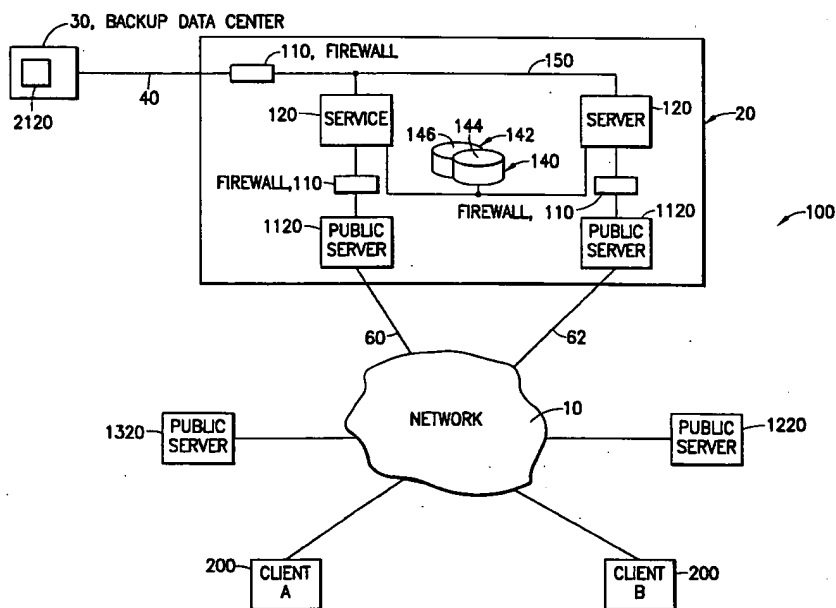 30, BACKUP DATA CENTER
110, FIREWALL
150
2120
40
120
SERVICE
146
144
142
140
SERVER
120
20
FIREWALL,110
FIREWALL, 110
1120
PUBLIC
SERVER
PUBLIC
SERVER
1120
100
60
62
NETWORK
10
1320
PUBLIC
SERVER
PUBLIC
SERVER
1220
200
CLIENT
A
CLIENT
B
200